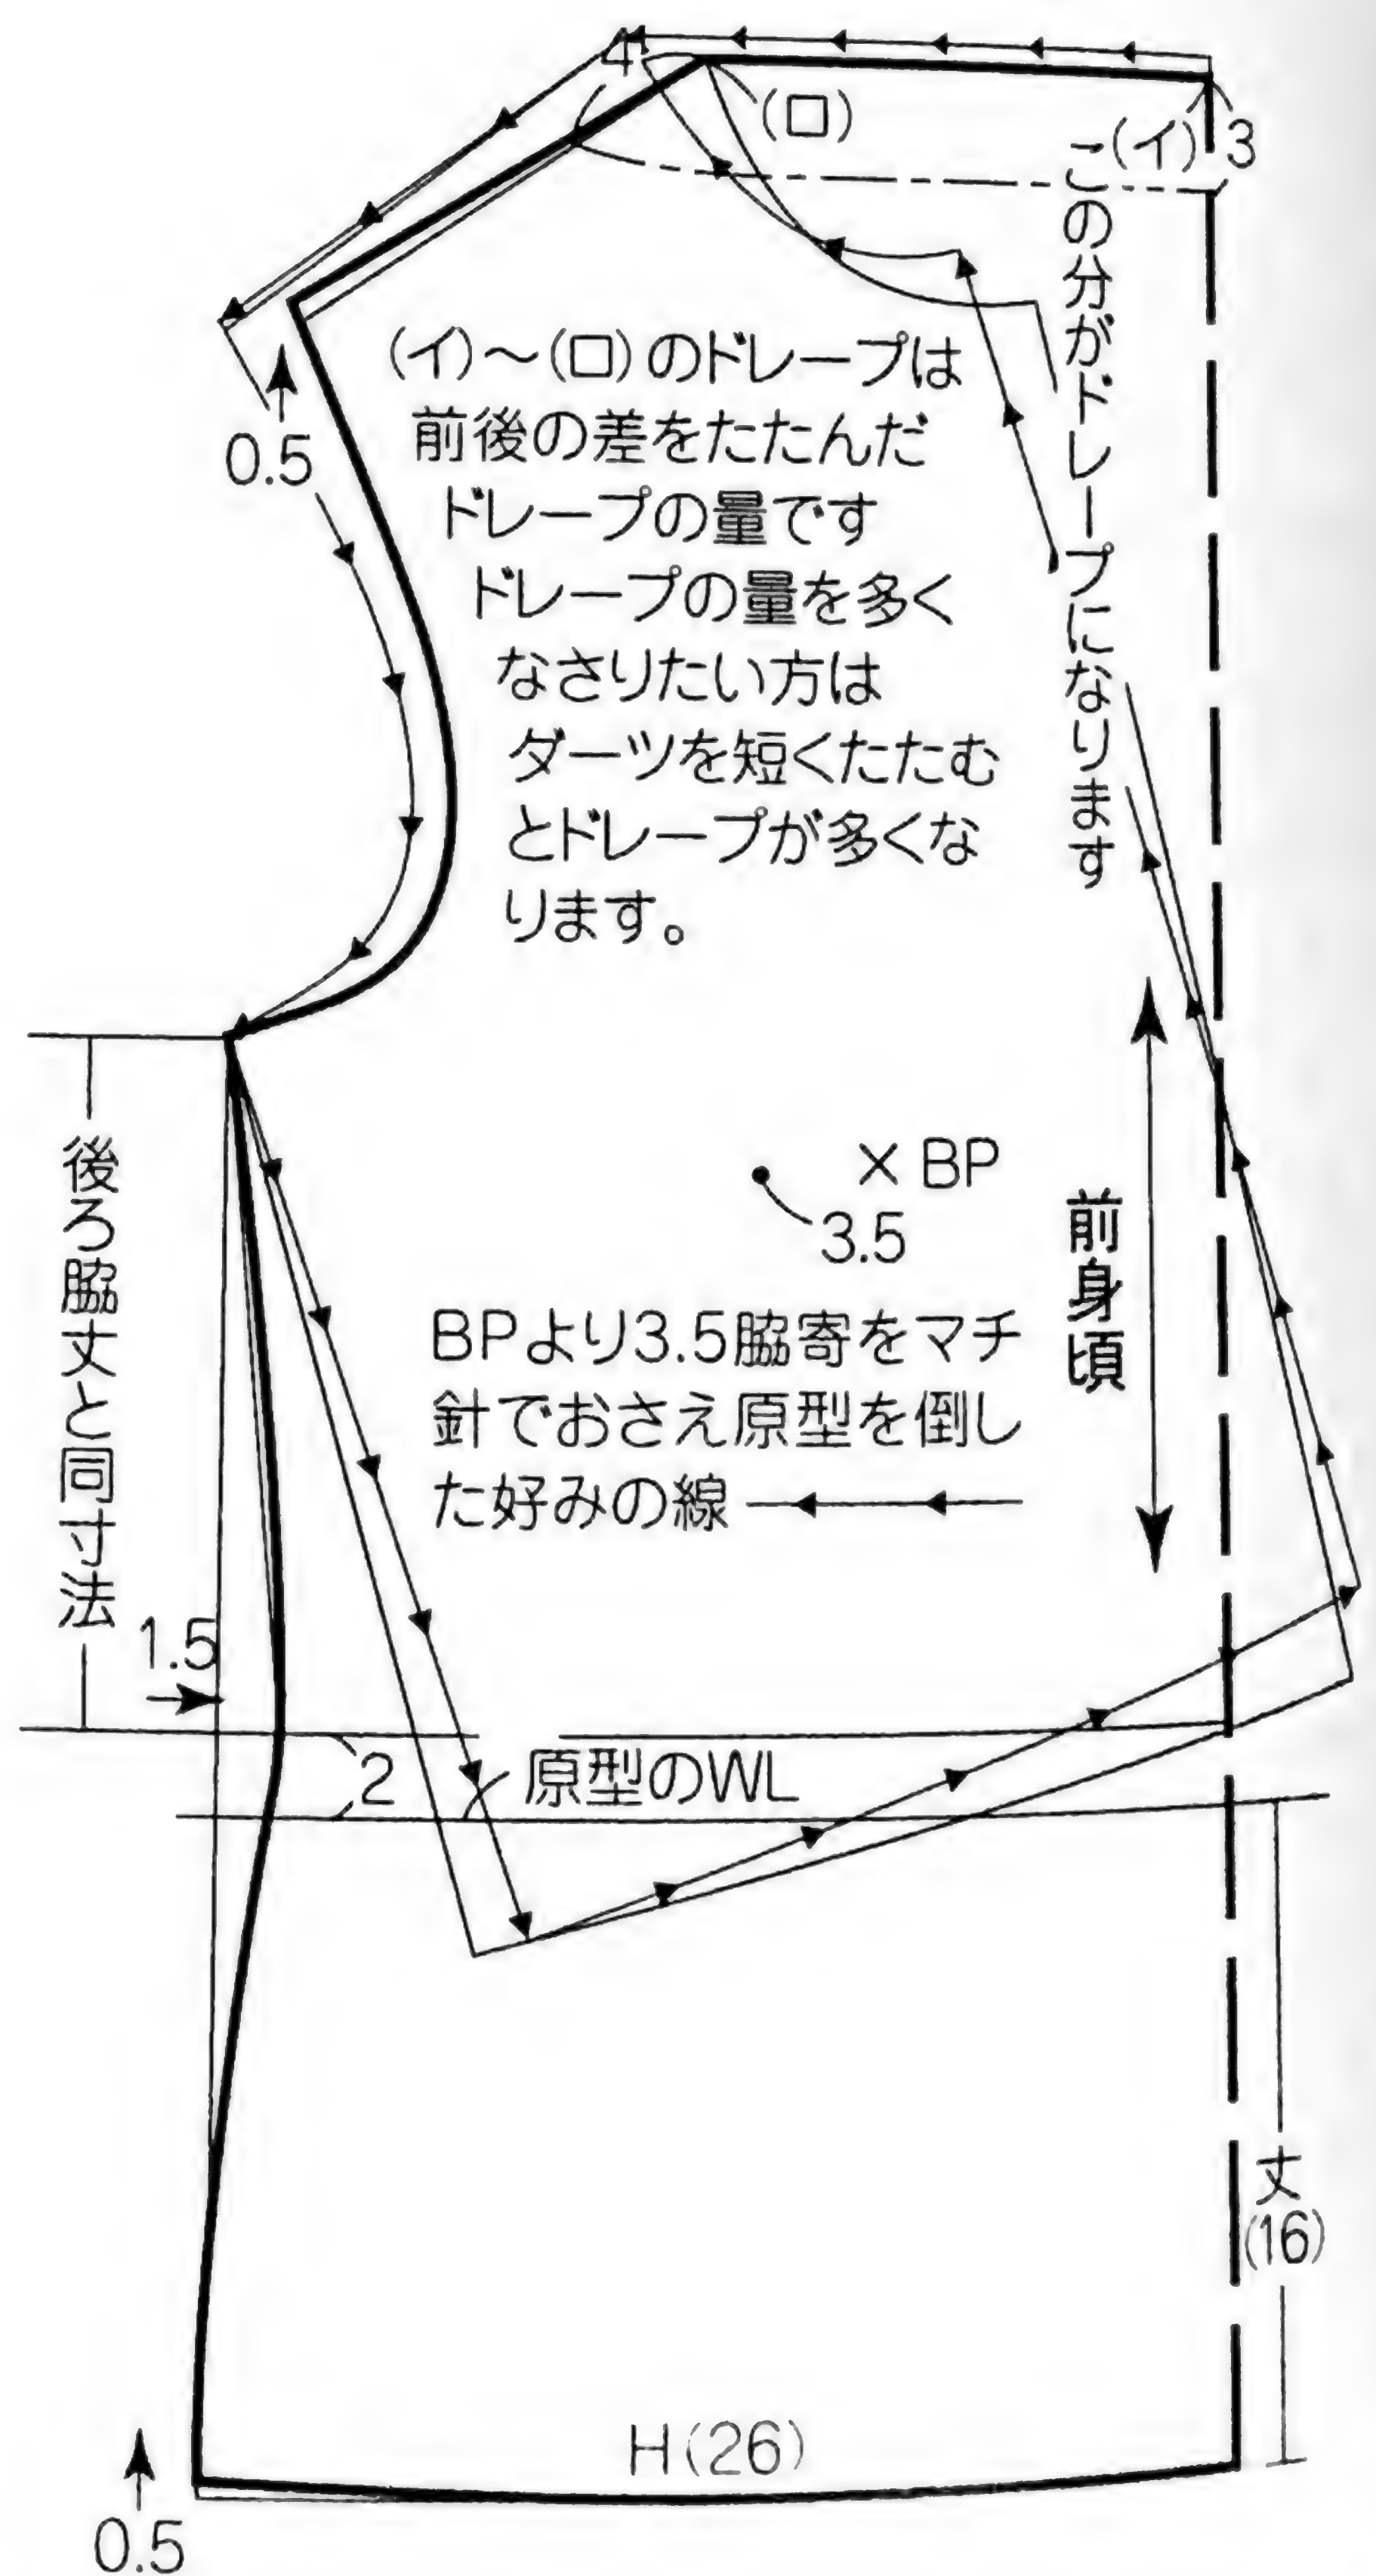 4
(ロ)
(イ)
3
この分がドレープになります
0.5
(イ)～(ロ)のドレープは
前後の差をたたんだ
ドレープの量です
ドレープの量を多く
なさりたい方は
ダーツを短くたたむ
とドレープが多くな
ります。
後ろ脇丈と同寸法
× BP
3.5
前身頃
BPより3.5脇寄をマチ
針でおさえ原型を倒し
た好みの線
1.5
2
原型のWL
丈
(16)
H(26)
0.5